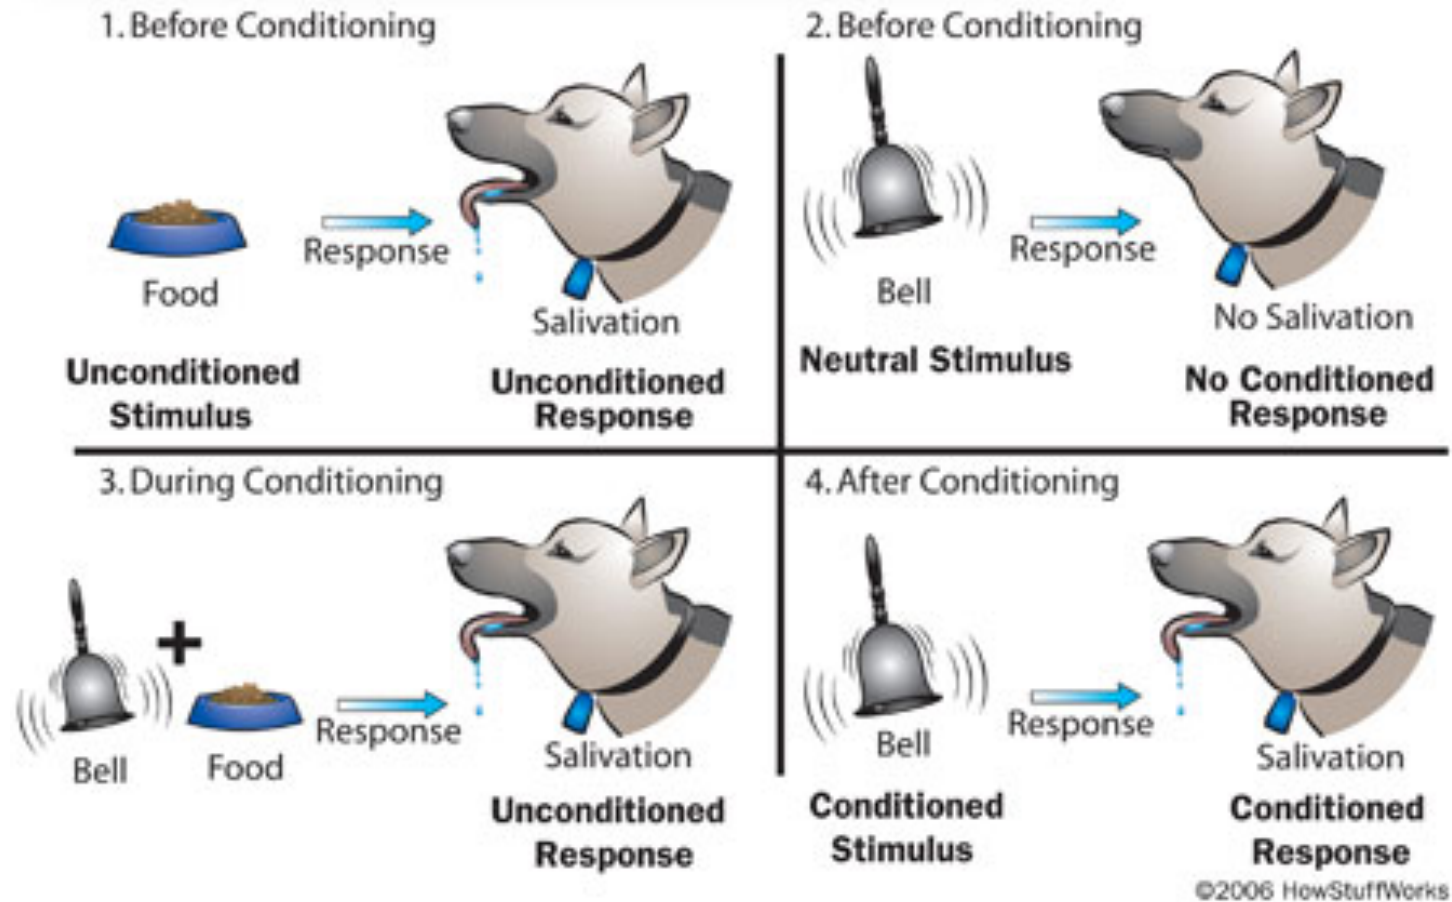 1. Before Conditioning
Food
Response
Salivation
Unconditioned
Stimulus
Unconditioned
Response
2. Before Conditioning
Bell
Response
No Salivation
Neutral Stimulus
No Conditioned
Response
3. During Conditioning
Bell
Food
Response
Salivation
Unconditioned
Response
4. After Conditioning
Bell
Response
Salivation
Conditioned
Stimulus
Conditioned
Response
©2006 HowStuffWorks